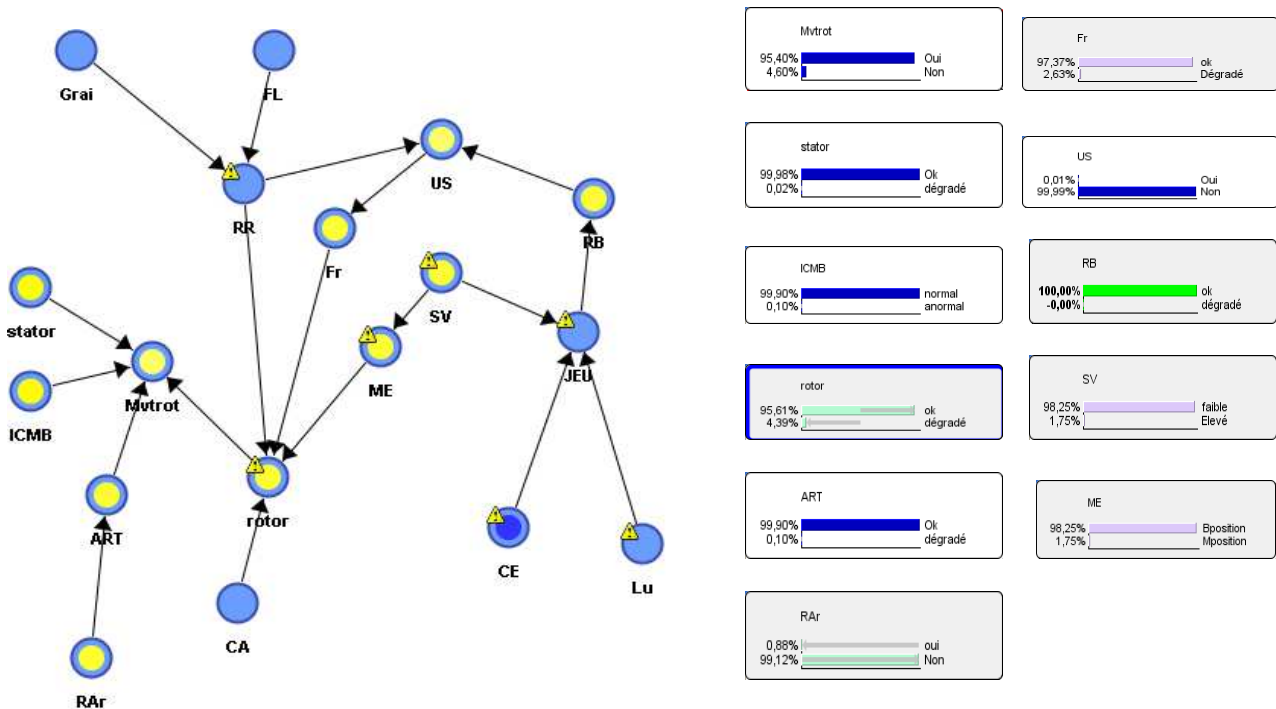 Grai
FL
RR
US
RB
Fr
SV
stator
ME
JEU
Mvtrot
ICMB
rotor
ART
CE
Lu
CA
RAr
Mvtrot
95,40% Oui
4,60% Non
stator
99,98% Ok
0,02% dégradé
ICMB
99,90% normal
0,10% anormal
rotor
95,61% ok
4,39% dégradé
ART
99,90% Ok
0,10% dégradé
RAr
0,88% oui
99,12% Non
Fr
97,37% ok
2,63% Dégradé
US
0,01% Oui
99,99% Non
RB
100,00% ok
-0,00% dégradé
SV
98,25% faible
1,75% Elevé
ME
98,25% Bposition
1,75% Mposition